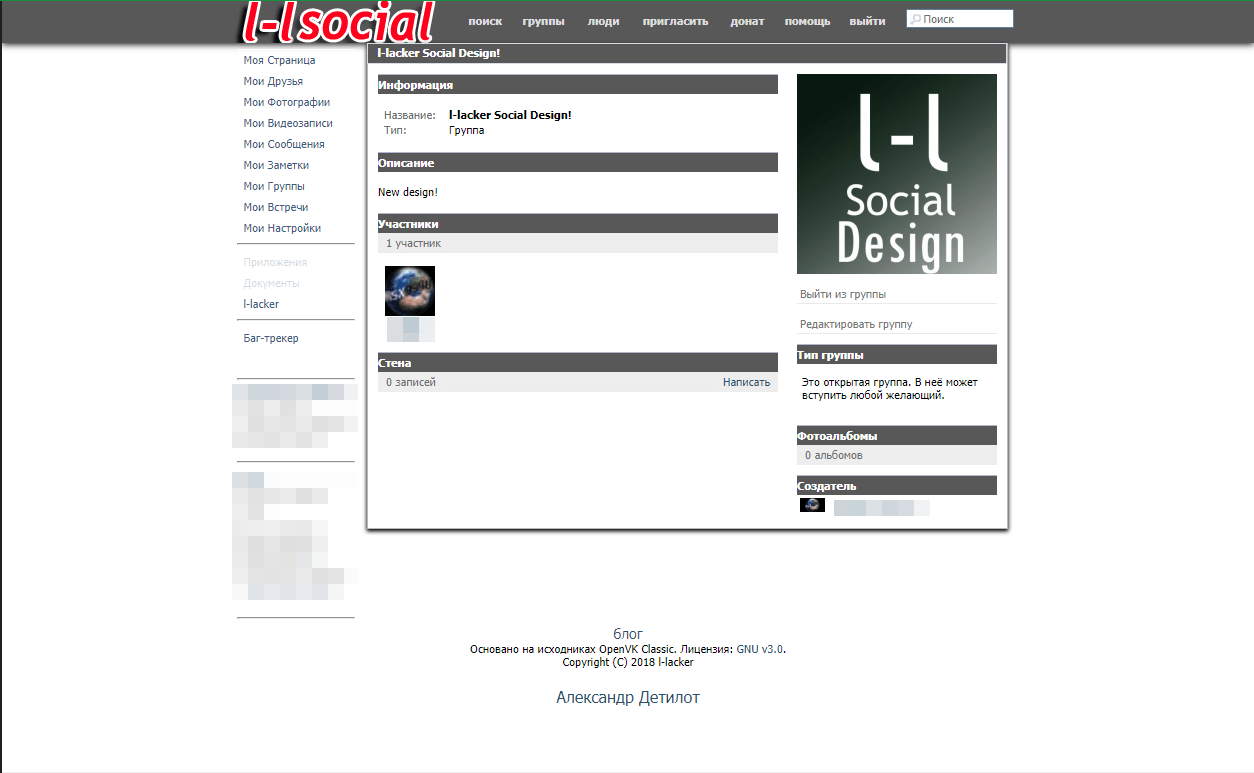 l-l social
поиск группы люди пригласить донат помощь выйти Поиск
Моя Страница
Мои Друзья
Мои Фотографии
Мои Видеозаписи
Мои Сообщения
Мои Заметки
Мои Группы
Мои Встречи
Мои Настройки
Приложения
Документы
l-lacker
Баг-трекер
l-lacker Social Design!
Информация
Название: l-lacker Social Design!
Тип: Группа
Описание
New design!
Участники
1 участник
Стена
0 записей Написать
l-l
Social
Design
Выйти из группы
Редактировать группу
Тип группы
Это открытая группа. В неё может
вступить любой желающий.
Фотоальбомы
0 альбомов
Создатель
блог
Основано на исходниках OpenVK Classic. Лицензия: GNU v3.0.
Copyright (C) 2018 l-lacker
Александр Детилот